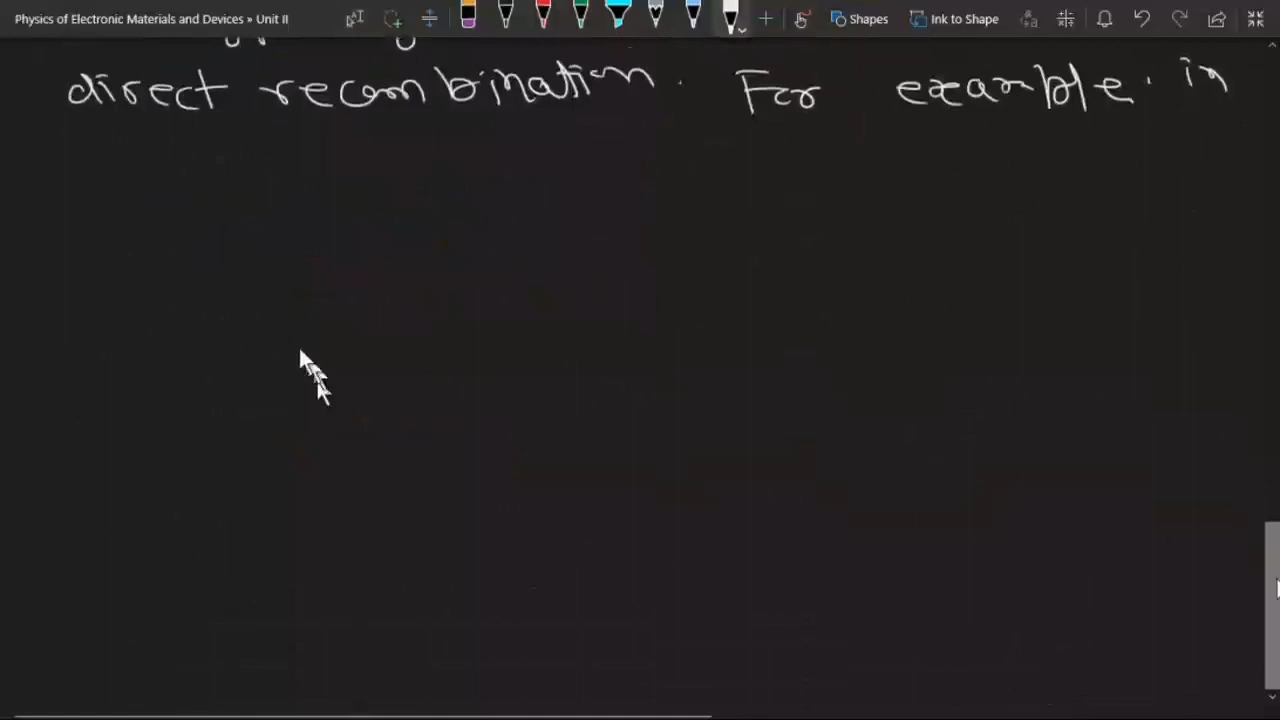 Physics of Electronic Materials and Devices » Unit II
Shapes
Ink to Shape
direct recombination. For example. in